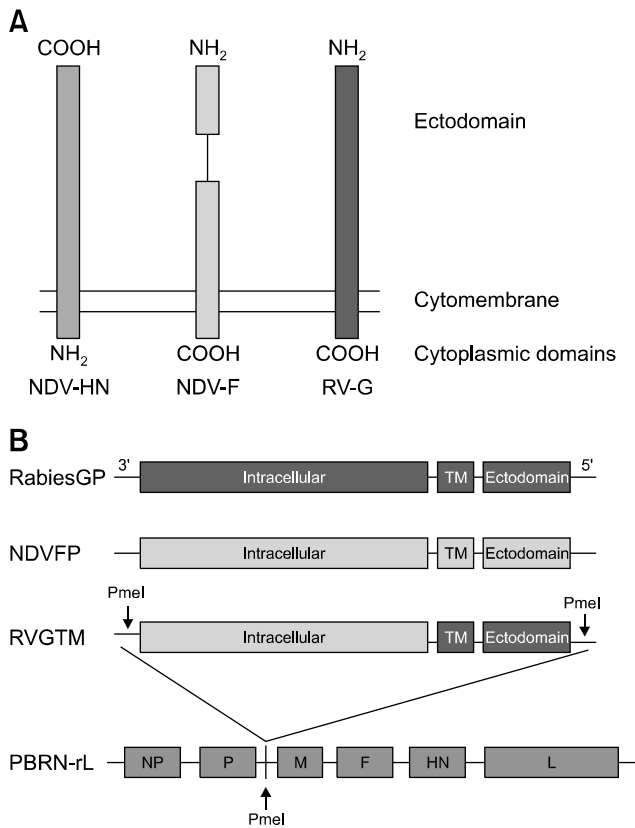 A
COOH NH₂ NH₂
Ectodomain
Cytomembrane
NH₂ COOH COOH Cytoplasmic domains
NDV-HN NDV-F RV-G
B
3' 5'
RabiesGP Intracellular TM Ectodomain
NDVFP Intracellular TM Ectodomain
PmeI PmeI
RVGTM Intracellular TM Ectodomain
PBRN-rL NP P M F HN L
PmeI